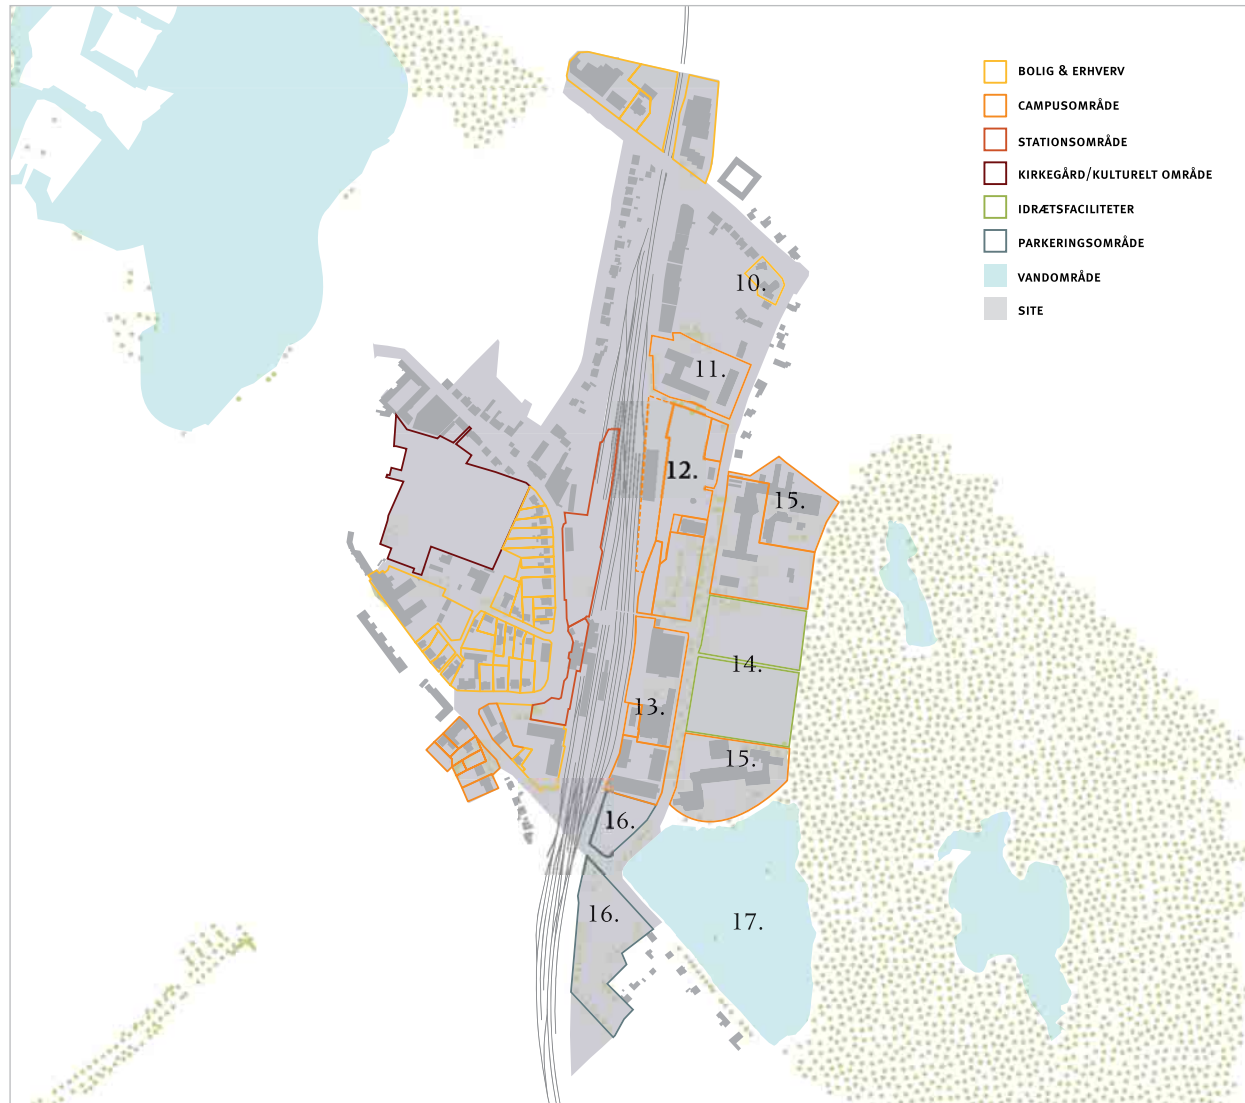 BOLIG & ERHVERV
CAMPUSOMRÅDE
STATIONSOMRÅDE
KIRKEGÅRD/KULTURELT OMRÅDE
IDRÆTSFACILITETER
PARKERINGSOMRÅDE
VANDOMRÅDE
SITE
10.
11.
12.
15.
14.
13.
15.
16.
16.
17.